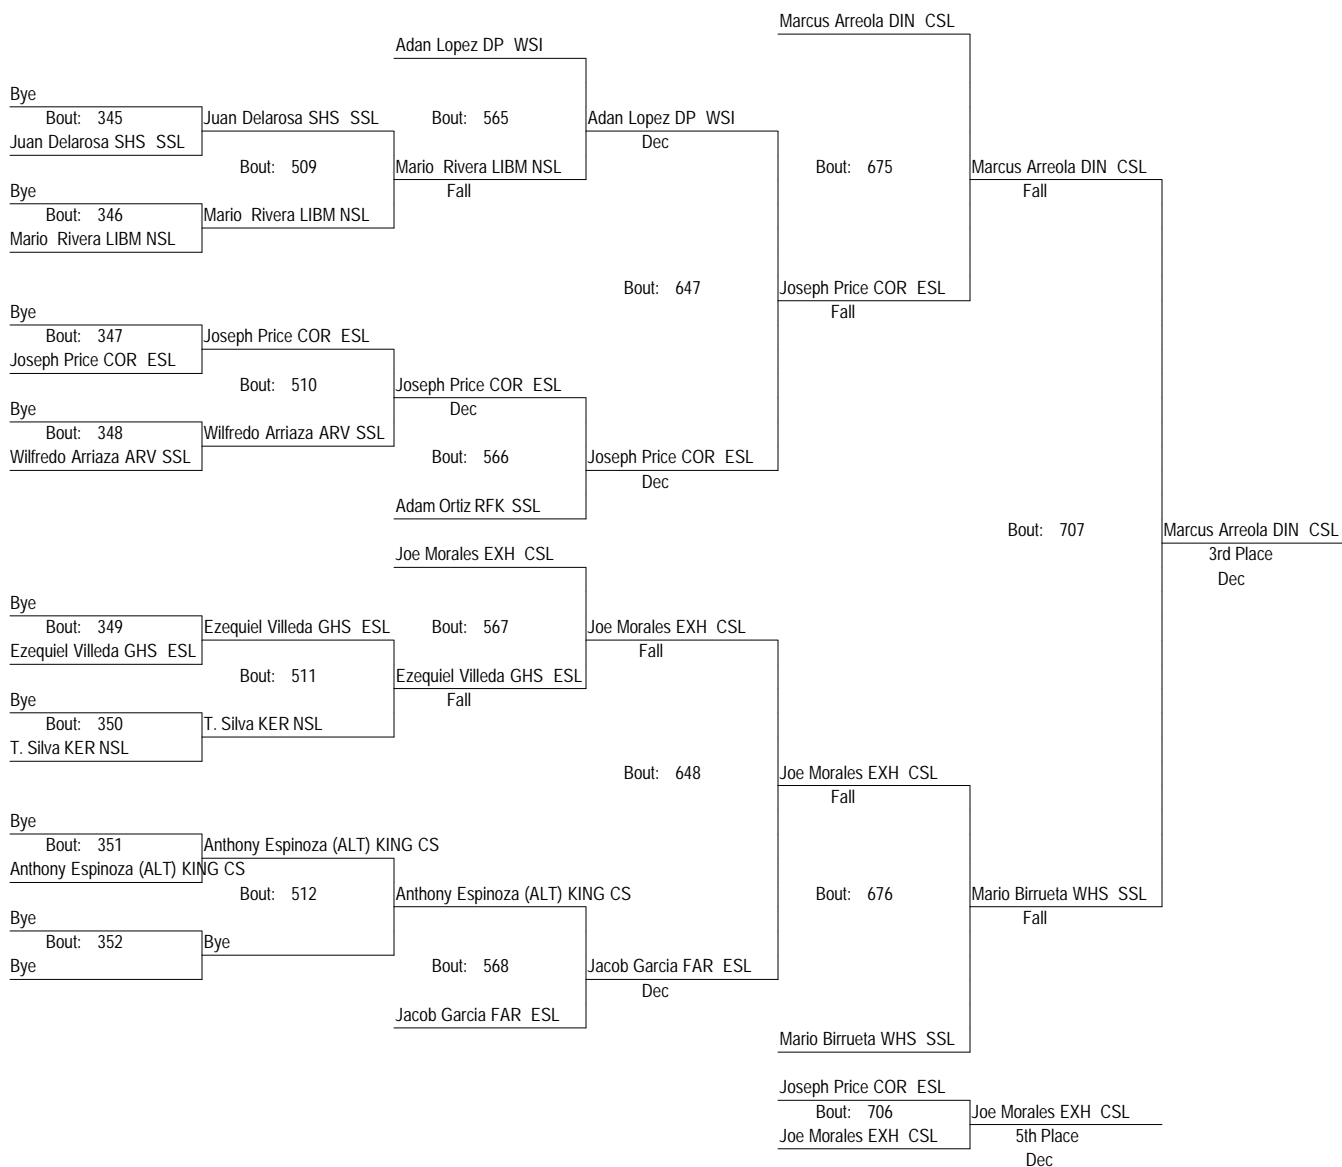 Marcus Arreola DIN CSL
Adan Lopez DP WSI
Bye
Bout: 345
Juan Delarosa SHS SSL
Juan Delarosa SHS SSL
Bout: 565
Adan Lopez DP WSI
Dec
Bout: 509
Mario Rivera LIBM NSL
Fall
Bout: 675
Marcus Arreola DIN CSL
Fall
Bye
Bout: 346
Mario Rivera LIBM NSL
Mario Rivera LIBM NSL
Bout: 647
Joseph Price COR ESL
Fall
Bye
Bout: 347
Joseph Price COR ESL
Joseph Price COR ESL
Bout: 510
Joseph Price COR ESL
Dec
Bye
Bout: 348
Wilfredo Arriaza ARV SSL
Wilfredo Arriaza ARV SSL
Bout: 566
Joseph Price COR ESL
Dec
Adam Ortiz RFK SSL
Bout: 707
Marcus Arreola DIN CSL
3rd Place
Dec
Joe Morales EXH CSL
Bye
Bout: 349
Ezequiel Villeda GHS ESL
Ezequiel Villeda GHS ESL
Bout: 567
Joe Morales EXH CSL
Fall
Bout: 511
Ezequiel Villeda GHS ESL
Fall
Bye
Bout: 350
T. Silva KER NSL
T. Silva KER NSL
Bout: 648
Joe Morales EXH CSL
Fall
Bye
Bout: 351
Anthony Espinoza (ALT) KING CS
Anthony Espinoza (ALT) KING CS
Bout: 512
Anthony Espinoza (ALT) KING CS
Bout: 676
Mario Birrueta WHS SSL
Fall
Bye
Bout: 352
Bye
Bye
Bout: 568
Jacob Garcia FAR ESL
Dec
Jacob Garcia FAR ESL
Mario Birrueta WHS SSL
Joseph Price COR ESL
Bout: 706
Joe Morales EXH CSL
Joe Morales EXH CSL
5th Place
Dec